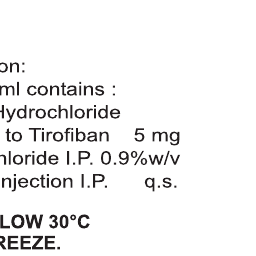 on:
ml contains :
Hydrochloride
to Tirofiban 5 mg
hloride I.P. 0.9%w/v
njection I.P. q.s.
LOW 30°C
REEZE.